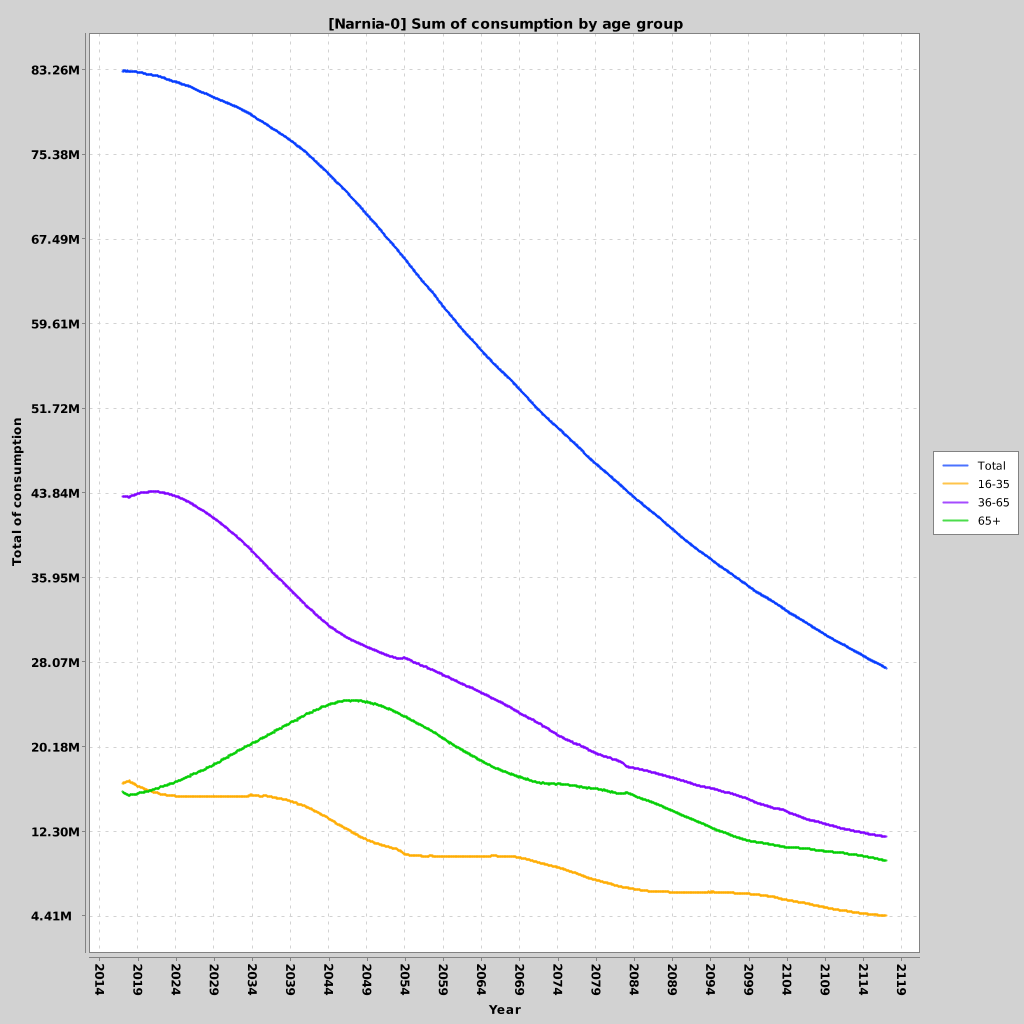 [Narnia-0] Sum of consumption by age group
83.26M
75.38M
67.49M
59.61M
51.72M
43.84M
35.95M
28.07M
20.18M
12.30M
4.41M
Total of consumption
2014
2019
2024
2029
2034
2039
2044
2049
2054
2059
2064
2069
2074
2079
2084
2089
2094
2099
2104
2109
2114
2119
Year
Total
16-35
36-65
65+